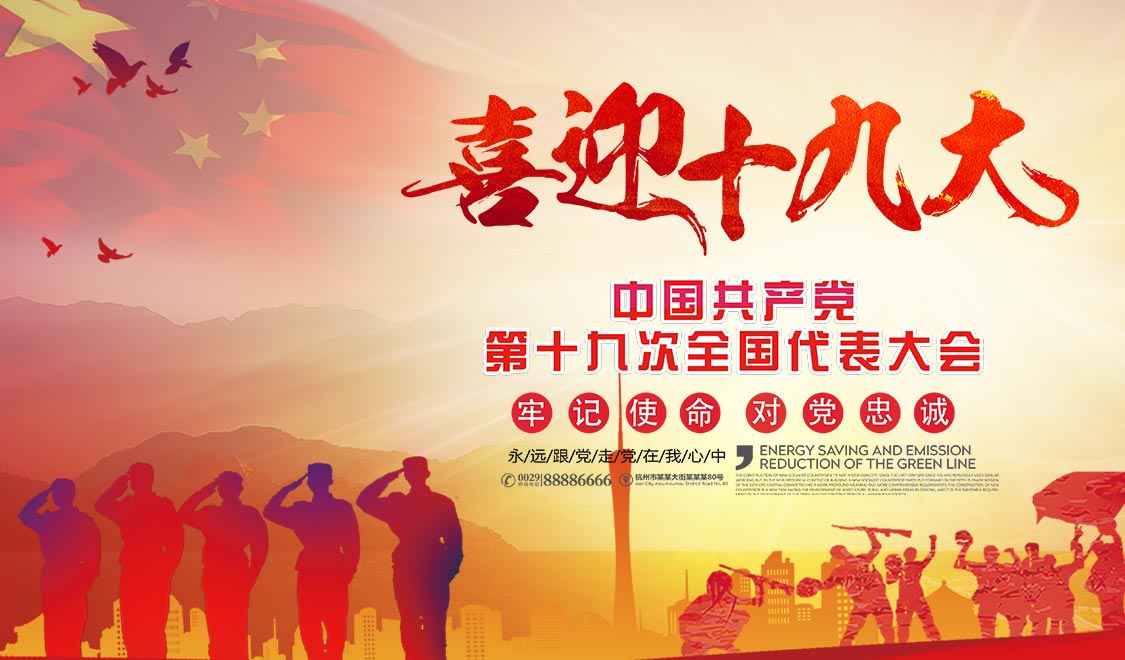 喜迎十九大
中国共产党
第十九次全国代表大会
牢记使命 对党忠诚
永/远/跟/党/走/党/在/我/心/中
ENERGY SAVING AND EMISSION
REDUCTION OF THE GREEN LINE
0029 88886666
杭州市某某大街某某某80号